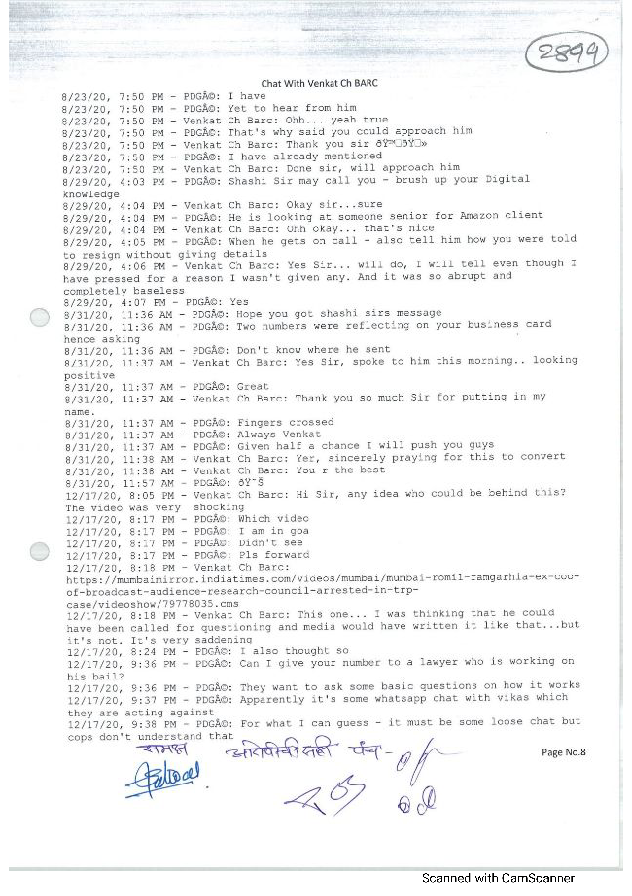 2899
Chat With Venkat Ch BARC
8/23/20, 7:50 PM - PDGÂ©: I have
8/23/20, 7:50 PM - PDGÂ©: Yet to hear from him
8/23/20, 7:50 PM - Venkat Ch Barc: Ohh... yeah true
8/23/20, 7:50 PM - PDGÂ©: That's why said you could approach him
8/23/20, 7:50 PM - Venkat Ch Barc: Thank you sir
8/23/20, 7:50 PM - PDGÂ©: I have already mentioned
8/23/20, 7:50 PM - Venkat Ch Barc: Done sir, will approach him
8/29/20, 4:03 PM - PDGÂ©: Shashi Sir may call you - brush up your Digital
knowledge
8/29/20, 4:04 PM - Venkat Ch Barc: Okay sir...sure
8/29/20, 4:04 PM - PDGÂ©: He is looking at someone senior for Amazon client
8/29/20, 4:04 PM - Venkat Ch Barc: Ohh okay... that's nice
8/29/20, 4:05 PM - PDGÂ©: When he gets on call - also tell him how you were told
to resign without giving details
8/29/20, 4:06 PM - Venkat Ch Barc: Yes Sir... will do, I will tell even though I
have pressed for a reason I wasn't given any. And it was so abrupt and
completely baseless
8/29/20, 4:07 PM - PDGÂ©: Yes
8/31/20, 11:36 AM - PDGÂ©: Hope you got shashi sirs message
8/31/20, 11:36 AM - PDGÂ©: Two numbers were reflecting on your business card
hence asking
8/31/20, 11:36 AM - PDGÂ©: Don't know where he sent
8/31/20, 11:37 AM - Venkat Ch Barc: Yes Sir, spoke to him this morning.. looking
positive
8/31/20, 11:37 AM - PDGÂ©: Great
8/31/20, 11:37 AM - Venkat Ch Barc: Thank you so much Sir for putting in my
name.
8/31/20, 11:37 AM - PDGÂ©: Fingers crossed
8/31/20, 11:37 AM - PDGÂ©: Always Venkat
8/31/20, 11:37 AM - PDGÂ©: Given half a chance I will push you guys
8/31/20, 11:38 AM - Venkat Ch Barc: Yer, sincerely praying for this to convert
8/31/20, 11:38 AM - Venkat Ch Barc: You r the best
8/31/20, 11:57 AM - PDGÂ©: ðŸ˜Š
12/17/20, 8:05 PM - Venkat Ch Barc: Hi Sir, any idea who could be behind this?
The video was very shocking
12/17/20, 8:17 PM - PDGÂ©: Which video
12/17/20, 8:17 PM - PDGÂ©: I am in goa
12/17/20, 8:17 PM - PDGÂ©: Didn't see
12/17/20, 8:17 PM - PDGÂ©: Pls forward
12/17/20, 8:18 PM - Venkat Ch Barc:
https://mumbaimirror.indiatimes.com/videos/mumbai/mumbai-romil-ramgarhia-ex-coo-
of-broadcast-audience-research-council-arrested-in-trp-
case/videoshow/79778035.cms
12/17/20, 8:18 PM - Venkat Ch Barc: This one... I was thinking that he could
have been called for questioning and media would have written it like that...but
it's not. It's very saddening
12/17/20, 8:24 PM - PDGÂ©: I also thought so
12/17/20, 9:36 PM - PDGÂ©: Can I give your number to a lawyer who is working on
his bail?
12/17/20, 9:36 PM - PDGÂ©: They want to ask some basic questions on how it works
12/17/20, 9:37 PM - PDGÂ©: Apparently it's some whatsapp chat with vikas which
they are acting against
12/17/20, 9:38 PM - PDGÂ©: For what I can guess - it must be some loose chat but
cops don't understand that
समक्ष पंच -
Page No.8
Scanned with CamScanner